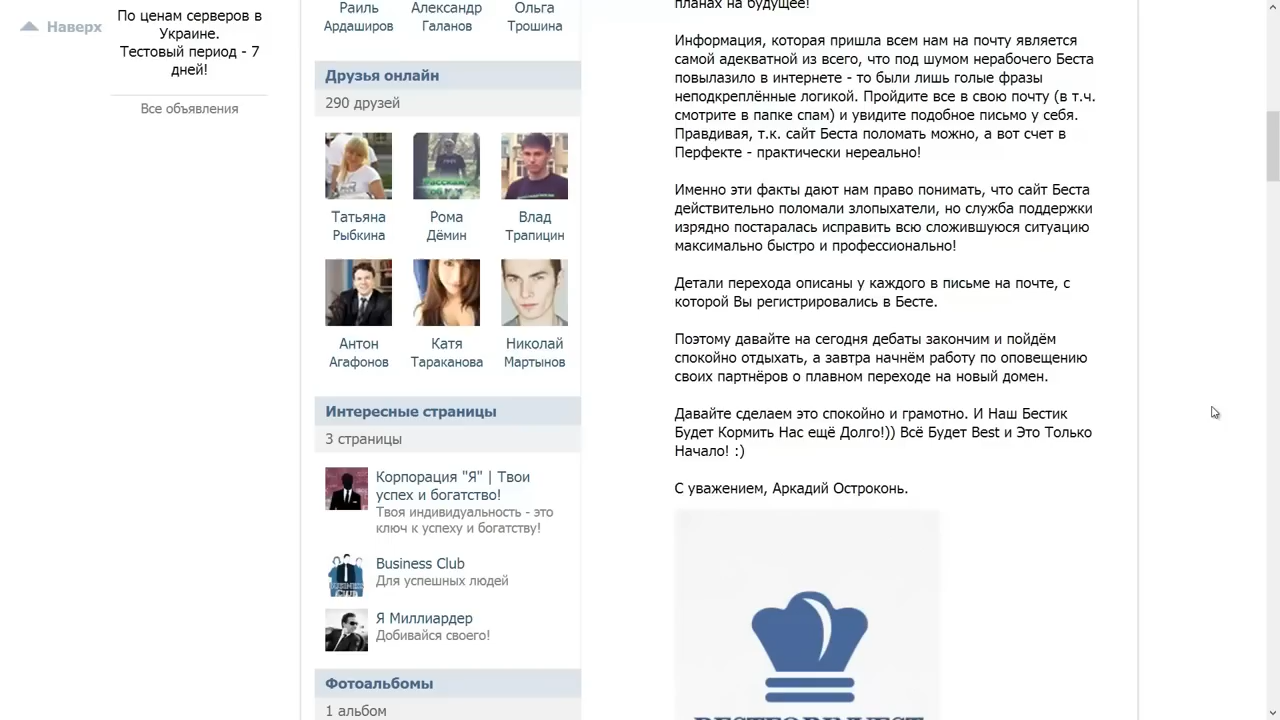 Наверх
По ценам серверов в
Украине.
Тестовый период - 7
дней!
Все объявления
Раиль
Ардаширов
Александр
Галанов
Ольга
Трошина
Друзья онлайн
290 друзей
Татьяна
Рыбкина
Рома
Дёмин
Влад
Трапицин
Антон
Агафонов
Катя
Тараканова
Николай
Мартынов
Интересные страницы
3 страницы
Корпорация "Я" | Твои
успех и богатство!
Твоя индивидуальность - это
ключ к успеху и богатству!
Business Club
Для успешных людей
Я Миллиардер
Добивайся своего!
Фотоальбомы
1 альбом
планах на будущее!
Информация, которая пришла всем нам на почту является
самой адекватной из всего, что под шумом нерабочего Беста
повылазило в интернете - то были лишь голые фразы
неподкреплённые логикой. Пройдите все в свою почту (в т.ч.
смотрите в папке спам) и увидите подобное письмо у себя.
Правдивая, т.к. сайт Беста поломать можно, а вот счет в
Перфекте - практически нереально!
Именно эти факты дают нам право понимать, что сайт Беста
действительно поломали злопыхатели, но служба поддержки
изрядно постаралась исправить всю сложившуюся ситуацию
максимально быстро и профессионально!
Детали перехода описаны у каждого в письме на почте, с
которой Вы регистрировались в Бесте.
Поэтому давайте на сегодня дебаты закончим и пойдём
спокойно отдыхать, а завтра начнём работу по оповещению
своих партнёров о плавном переходе на новый домен.
Давайте сделаем это спокойно и грамотно. И Наш Бестик
Будет Кормить Нас ещё Долго!)) Всё Будет Best и Это Только
Начало! :)
С уважением, Аркадий Остроконь.
BESTFORINVEST